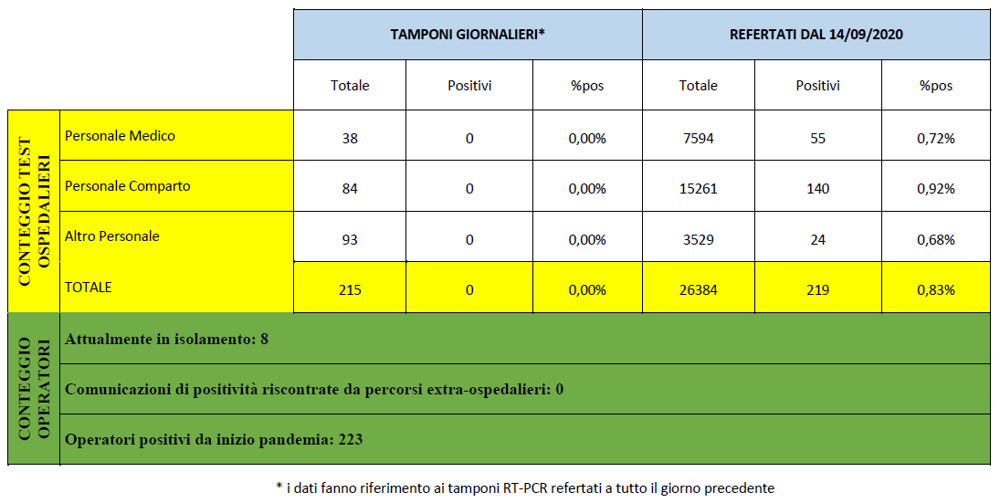 TAMPONI GIORNALIERI* REFERTATI DAL 14/09/2020
Totale Positivi %pos Totale Positivi %pos
CONTEGGIO TEST
OSPEDALIERI
Personale Medico 38 0 0,00% 7594 55 0,72%
Personale Comparto 84 0 0,00% 15261 140 0,92%
Altro Personale 93 0 0,00% 3529 24 0,68%
TOTALE 215 0 0,00% 26384 219 0,83%
CONTEGGIO
OPERATORI
Attualmente in isolamento: 8
Comunicazioni di positività riscontrate da percorsi extra-ospedalieri: 0
Operatori positivi da inizio pandemia: 223
* i dati fanno riferimento ai tamponi RT-PCR refertati a tutto il giorno precedente